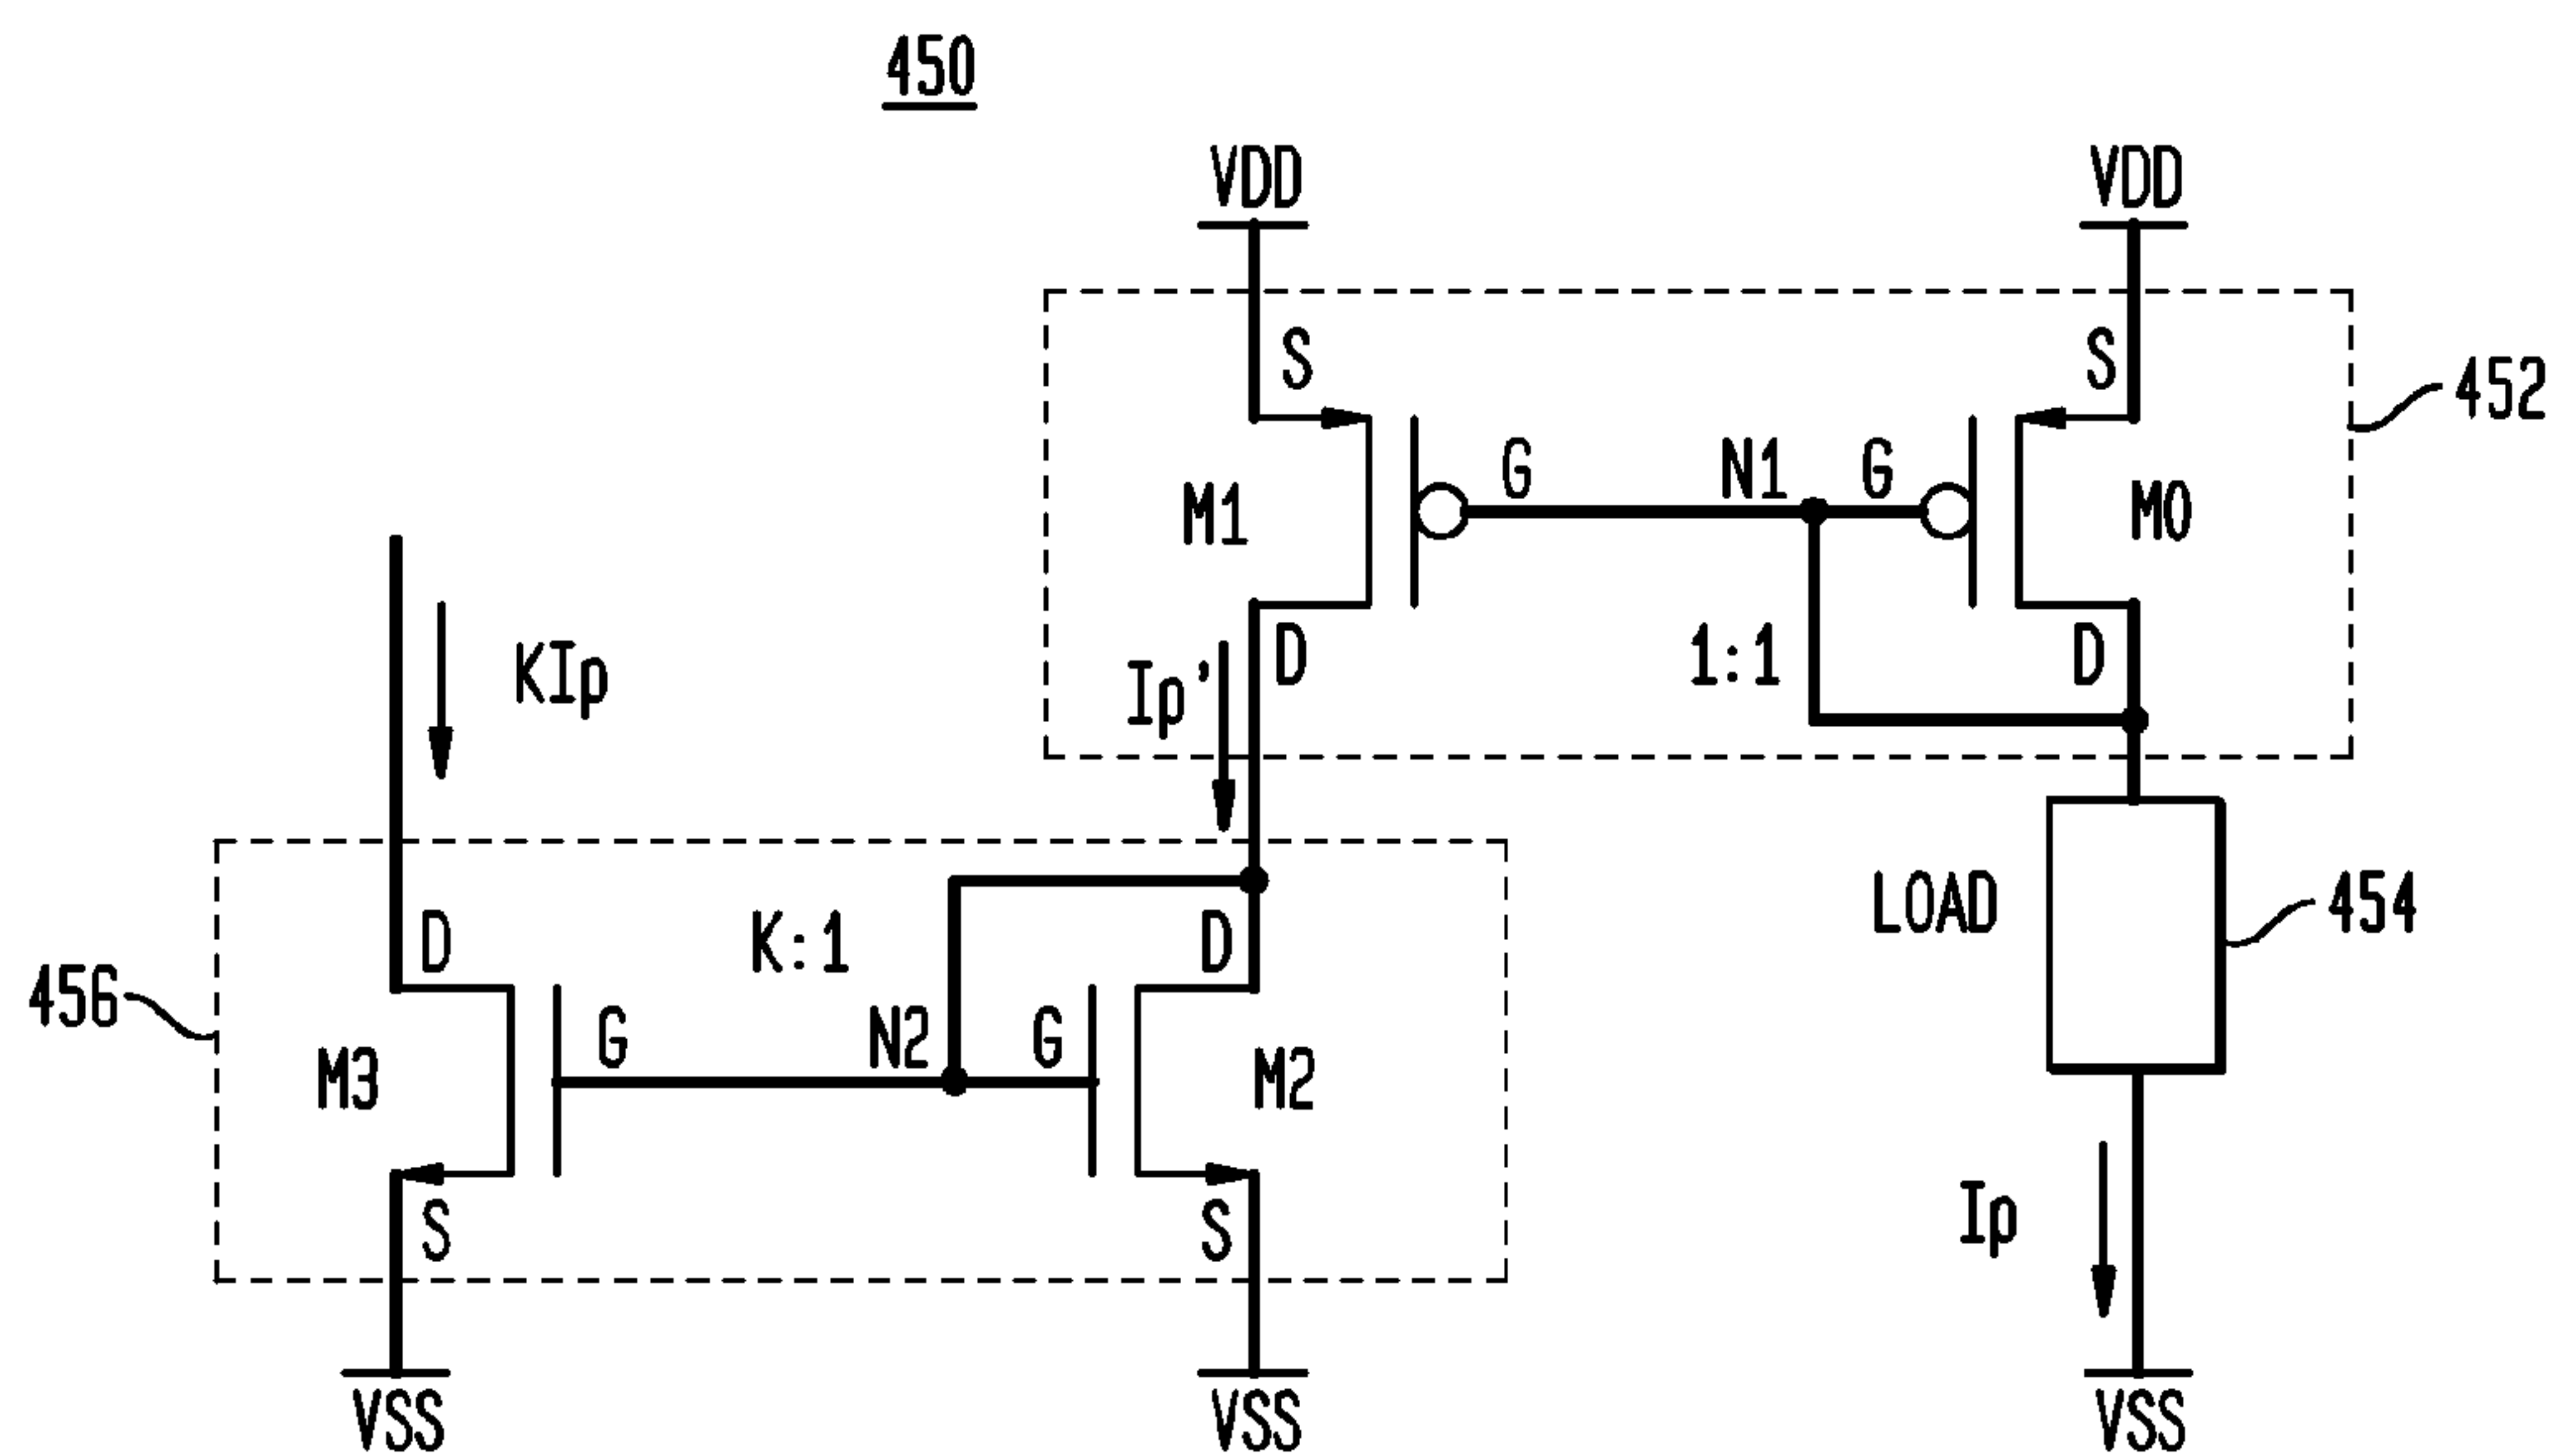 450
VDD VDD
S S
452
M1 G N1 G M0
KIp
Ip' D 1:1 D
D K:1 D
LOAD 454
456
M3 G N2 G M2
S S
Ip
VSS VSS VSS